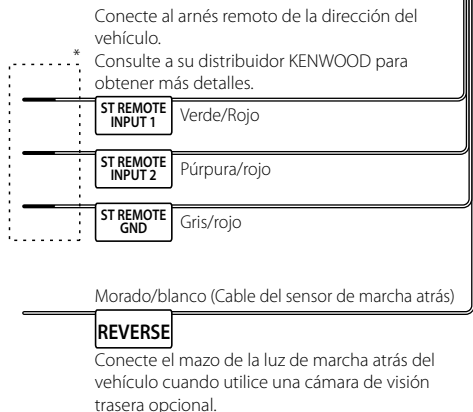 Conecte al arnés remoto de la dirección del
vehículo.
*
Consulte a su distribuidor KENWOOD para
obtener más detalles.
ST REMOTE
INPUT 1
Verde/Rojo
ST REMOTE
INPUT 2
Púrpura/rojo
ST REMOTE
GND
Gris/rojo
Morado/blanco (Cable del sensor de marcha atrás)
REVERSE
Conecte el mazo de la luz de marcha atrás del
vehículo cuando utilice una cámara de visión
trasera opcional.